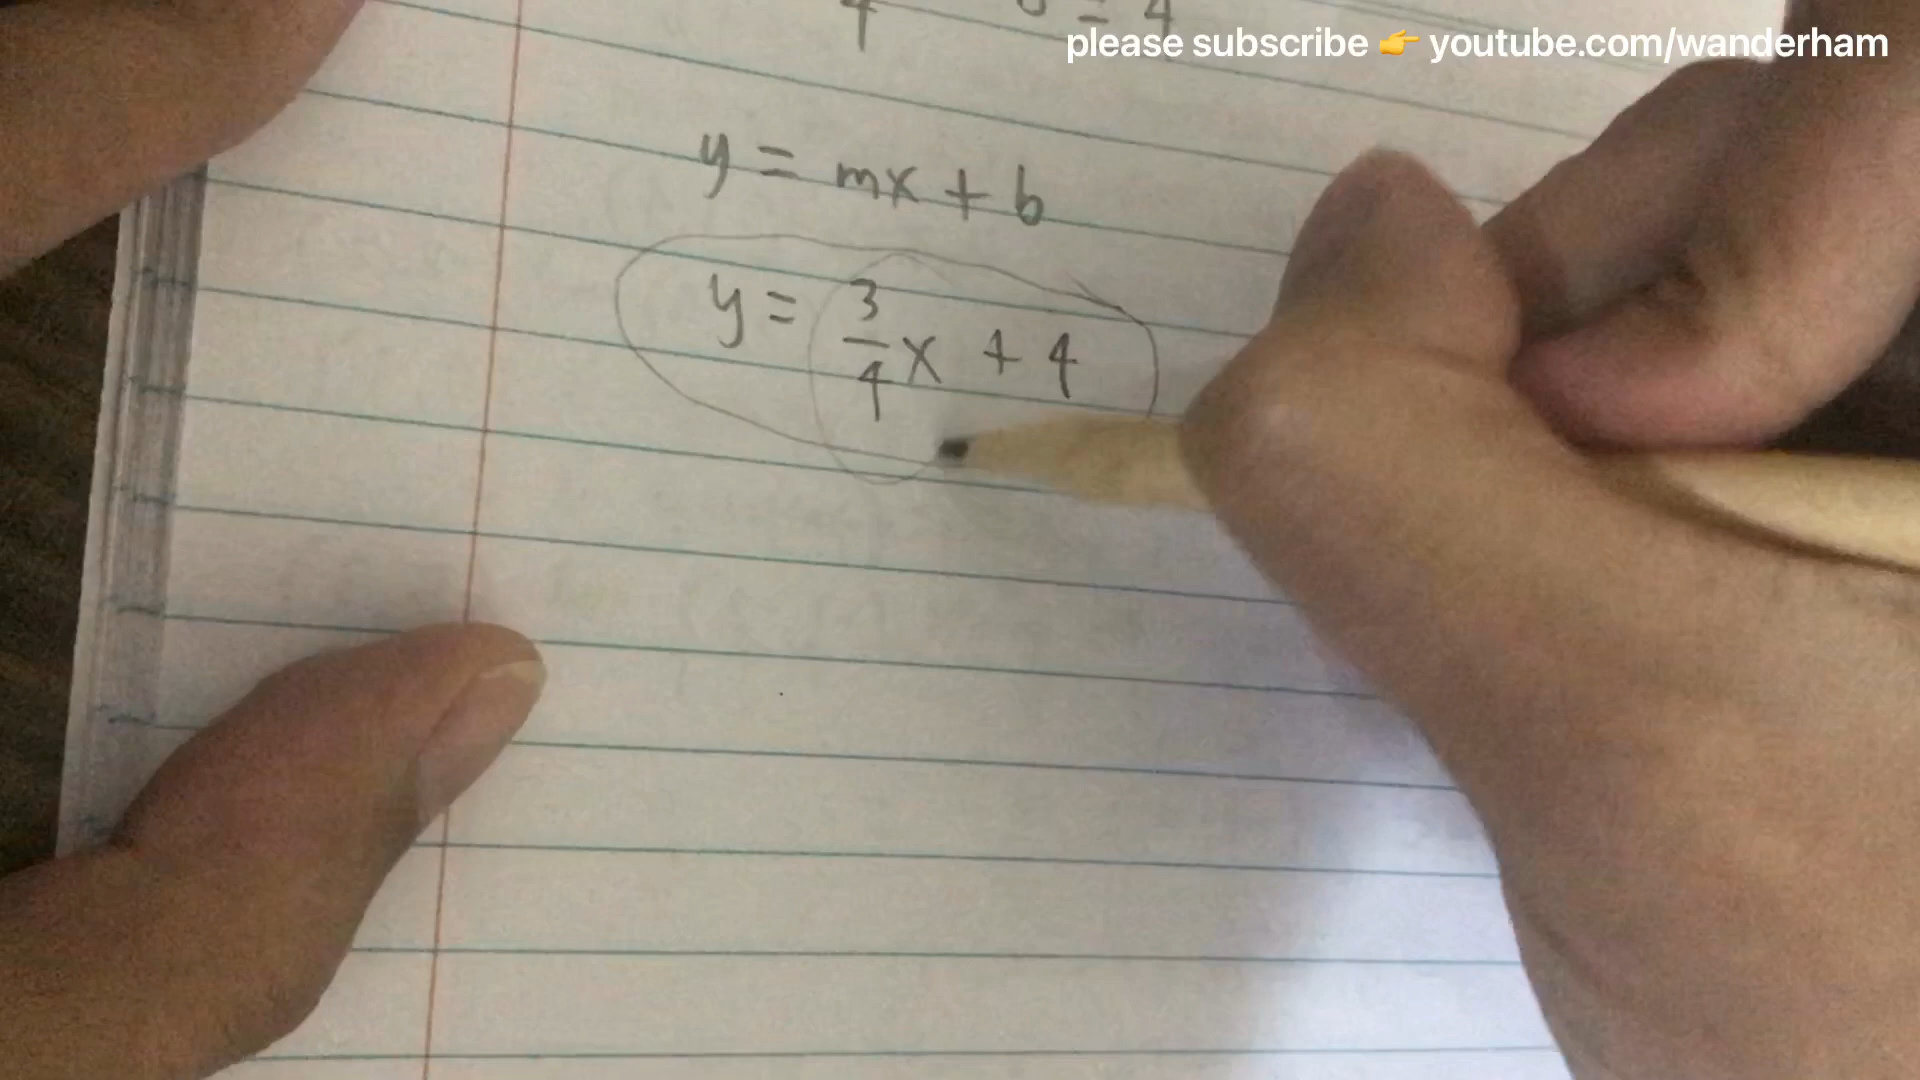 please subscribe 👉 youtube.com/wanderham
y = mx + b
y = 3/4x + 4